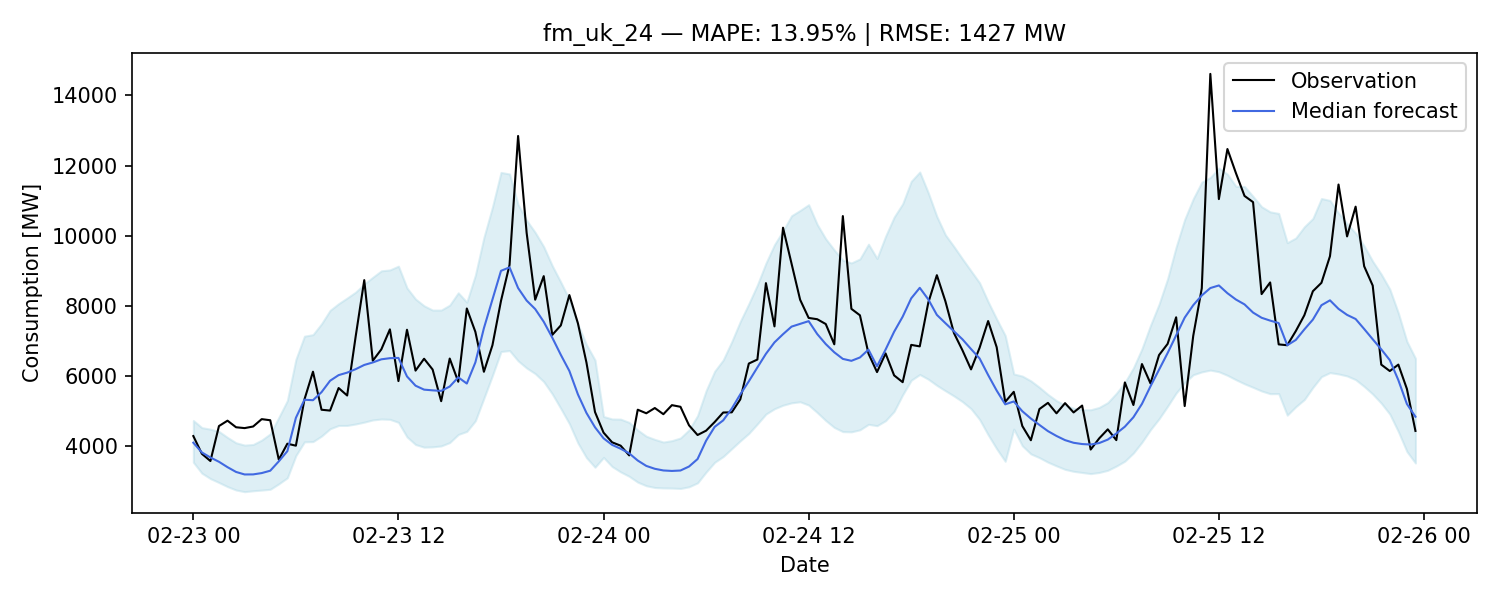 fm_uk_24 — MAPE: 13.95% | RMSE: 1427 MW
Observation
Median forecast
Consumption [MW]
14000
12000
10000
8000
6000
4000
02-23 00
02-23 12
02-24 00
02-24 12
02-25 00
02-25 12
02-26 00
Date